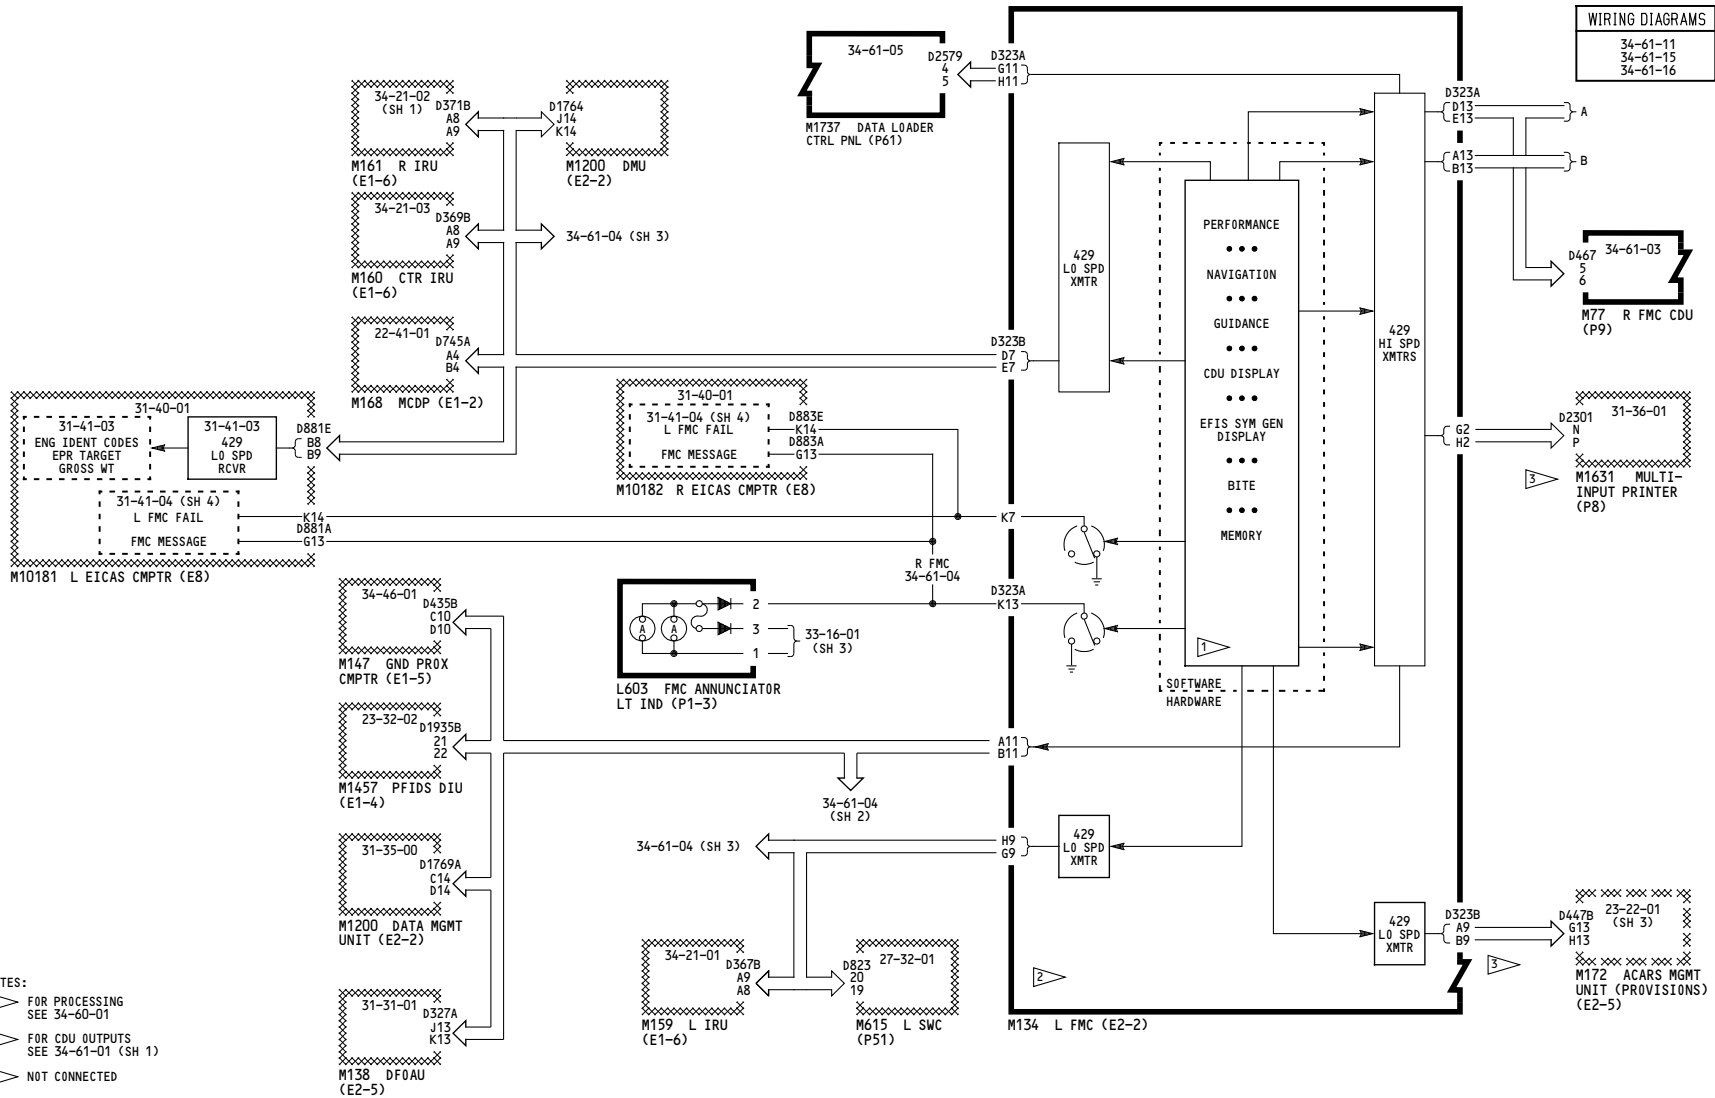 WIRING DIAGRAMS
34-61-11
34-61-15
34-61-16
34-61-05
D2579
4
5
M1737 DATA LOADER
CTRL PNL (P61)
D323A
G11
H11
34-21-02
(SH 1)
D371B
A8
A9
M161 R IRU
(E1-6)
D1764
J14
K14
M1200 DMU
(E2-2)
34-21-03
D369B
A8
A9
M160 CTR IRU
(E1-6)
34-61-04 (SH 3)
22-41-01
D745A
A4
B4
M168 MCDP (E1-2)
D323B
D7
E7
31-40-01
31-41-03
ENG IDENT CODES
EPR TARGET
GROSS WT
31-41-03
429
LO SPD
RCVR
D881E
B8
B9
31-41-04 (SH 4)
L FMC FAIL
FMC MESSAGE
K14
D881A
G13
M10181 L EICAS CMPTR (E8)
31-40-01
31-41-04 (SH 4)
L FMC FAIL
FMC MESSAGE
D883E
K14
D883A
G13
M10182 R EICAS CMPTR (E8)
K7
R FMC
34-61-04
D323A
K13
A
A
2
3
1
33-16-01
(SH 3)
L603 FMC ANNUNCIATOR
LT IND (P1-3)
34-46-01
D435B
C10
D10
M147 GND PROX
CMPTR (E1-5)
23-32-02
D1935B
21
22
M1457 PFIDS DIU
(E1-4)
A11
B11
34-61-04
(SH 2)
31-35-00
D1769A
C14
D14
M1200 DATA MGMT
UNIT (E2-2)
31-31-01
D327A
J13
K13
M138 DFOAU
(E2-5)
34-61-04 (SH 3)
H9
G9
429
LO SPD
XMTR
34-21-01
D367B
A9
A8
M159 L IRU
(E1-6)
D823
20
19
27-32-01
M615 L SWC
(P51)
429
LO SPD
XMTR
PERFORMANCE
NAVIGATION
GUIDANCE
CDU DISPLAY
EFIS SYM GEN
DISPLAY
BITE
MEMORY
1
SOFTWARE
HARDWARE
429
HI SPD
XMTRS
D323A
D13
E13
A
A13
B13
B
D467
5
6
34-61-03
M77 R FMC CDU
(P9)
G2
H2
D2301
N
P
31-36-01
3
M1631 MULTI-
INPUT PRINTER
(P8)
429
LO SPD
XMTR
D323B
A9
B9
3
D447B
G13
H13
23-22-01
(SH 3)
M172 ACARS MGMT
UNIT (PROVISIONS)
(E2-5)
2
M134 L FMC (E2-2)
TES:
FOR PROCESSING
SEE 34-60-01
FOR CDU OUTPUTS
SEE 34-61-01 (SH 1)
NOT CONNECTED